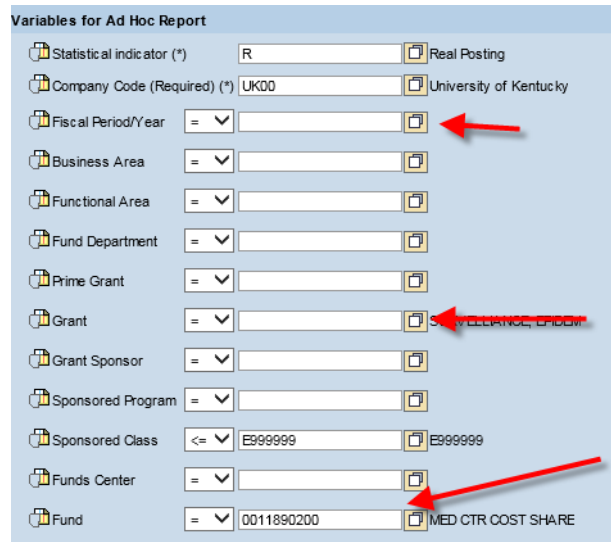 Variables for Ad Hoc Report
Statistical indicator (*) R Real Posting
Company Code (Required) (*) UK00 University of Kentucky
Fiscal Period/Year =
Business Area =
Functional Area =
Fund Department =
Prime Grant =
Grant =
Grant Sponsor =
Sponsored Program =
Sponsored Class <= E999999 E999999
Funds Center =
Fund = 0011890200 MED CTR COST SHARE